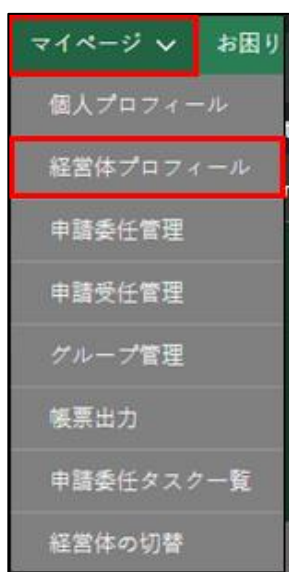 マイページ お困り
個人プロフィール
経営体プロフィール
申請委任管理
申請受任管理
グループ管理
帳票出力
申請委任タスク一覧
経営体の切替